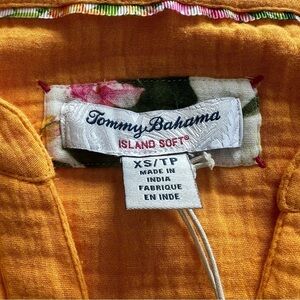 Tommy Bahama
ISLAND SOFT®
XS/TP
MADE IN
INDIA
FABRIQUE
EN INDE